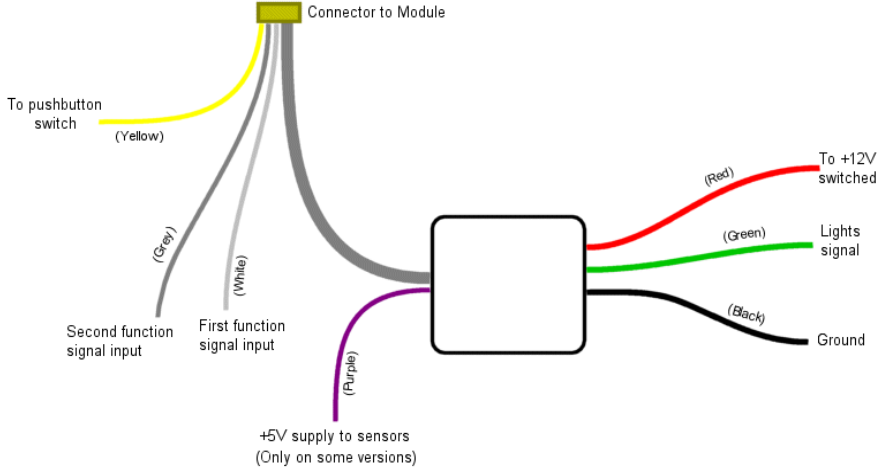 Connector to Module
To pushbutton
switch
(Yellow)
(Grey)
(White)
Second function
signal input
First function
signal input
(Purple)
+5V supply to sensors
(Only on some versions)
(Red)
To +12V
switched
(Green)
Lights
signal
(Black)
Ground